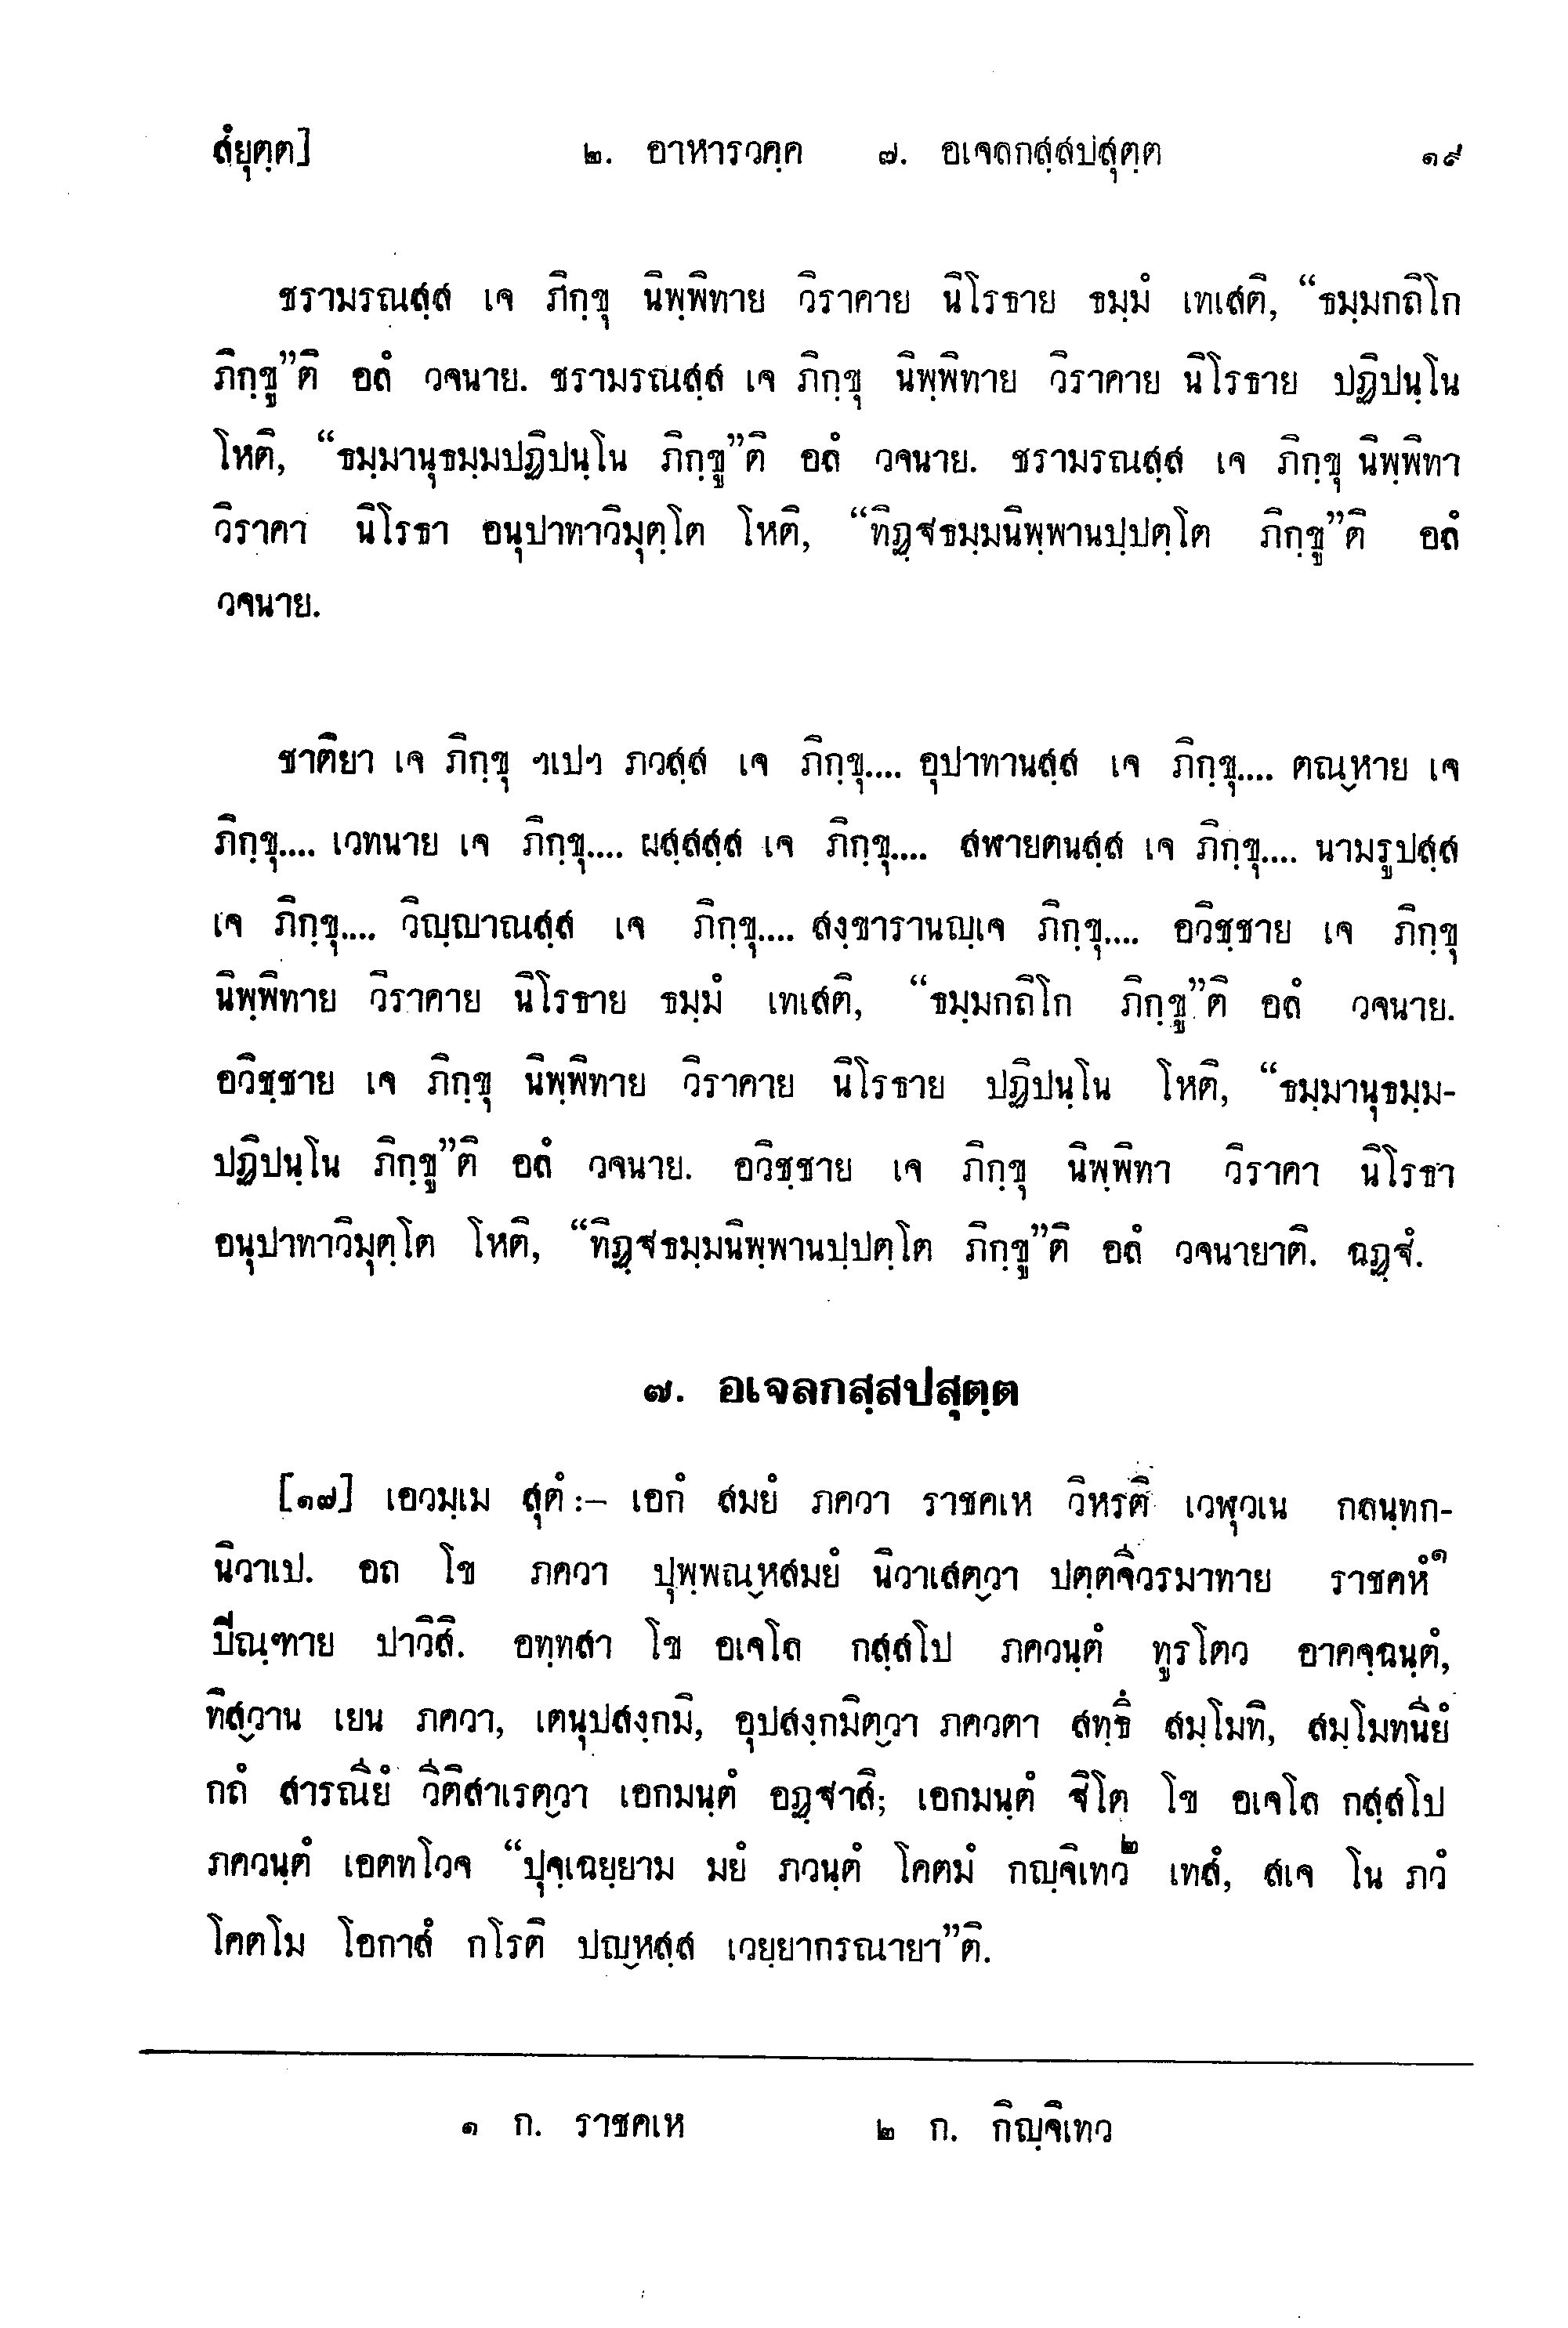 สํยุตฺต]	๒. อาหารวคฺค ๗. อเจลกสฺสปสุตฺต	๑๙
ชรามรณสฺส เจ ภิกฺขุ นิพฺพิทาย วิราคาย นิโรธาย ธมฺมํ เทเสติ, “ธมฺมกถิโก
ภิกฺขู”ติ อลํ วจนาย. ชรามรณสฺส เจ ภิกฺขุ นิพฺพิทาย วิราคาย นิโรธาย ปฏิปนฺโน
โหติ, “ธมฺมานุธมฺมปฏิปนฺโน ภิกฺขู”ติ อลํ วจนาย. ชรามรณสฺส เจ ภิกฺขุ นิพฺพิทา
วิราคา นิโรธา อนุปาทาวิมุตฺโต โหติ, “ทิฏฺฐธมฺมนิพฺพานปฺปตฺโต ภิกฺขู”ติ อลํ
วจนาย.
ชาติยา เจ ภิกฺขุ ฯเปฯ ภวสฺส เจ ภิกฺขุ.... อุปาทานสฺส เจ ภิกฺขุ.... ตณฺหาย เจ
ภิกฺขุ.... เวทนาย เจ ภิกฺขุ.... ผสฺสสฺส เจ ภิกฺขุ.... สฬายตนสฺส เจ ภิกฺขุ.... นามรูปสฺส
เจ ภิกฺขุ.... วิญฺญาณสฺส เจ ภิกฺขุ.... สงฺขารานญฺเจ ภิกฺขุ.... อวิชฺชาย เจ ภิกฺขุ
นิพฺพิทาย วิราคาย นิโรธาย ธมฺมํ เทเสติ, “ธมฺมกถิโก ภิกฺขู”ติ อลํ วจนาย.
อวิชฺชาย เจ ภิกฺขุ นิพฺพิทาย วิราคาย นิโรธาย ปฏิปนฺโน โหติ, “ธมฺมานุธมฺม-
ปฏิปนฺโน ภิกฺขู”ติ อลํ วจนาย. อวิชฺชาย เจ ภิกฺขุ นิพฺพิทา วิราคา นิโรธา
อนุปาทาวิมุตฺโต โหติ, “ทิฏฺฐธมฺมนิพฺพานปฺปตฺโต ภิกฺขู”ติ อลํ วจนายาติ. ฉฏฺฐํ.
๗. อเจลกสฺสปสุตฺต
[๑๗] เอวมฺเม สุตํ :– เอกํ สมยํ ภควา ราชคเห วิหรติ เวฬุวเน กลนฺทก-
นิวาเป. อถ โข ภควา ปุพฺพณฺหสมยํ นิวาเสตฺวา ปตฺตจีวรมาทาย ราชคหํ๑
ปิณฺฑาย ปาวิสิ. อทฺทสา โข อเจโล กสฺสโป ภควนฺตํ ทูรโตว อาคจฺฉนฺตํ,
ทิสฺวาน เยน ภควา, เตนุปสงฺกมิ, อุปสงฺกมิตฺวา ภควตา สทฺธึ สมฺโมทิ, สมฺโมทนียํ
กถํ สารณียํ วีติสาเรตฺวา เอกมนฺตํ อฏฺฐาสิ; เอกมนฺตํ ฐิโต โข อเจโล กสฺสโป
ภควนฺตํ เอตทโวจ “ปุจฺเฉยฺยาม มยํ ภวนฺตํ โคตมํ กญฺจิเทว๒ เทสํ, สเจ โน ภวํ
โคตโม โอกาสํ กโรติ ปญฺหสฺส เวยฺยากรณายา”ติ.
๑ ก. ราชคเห	๒ ก. กิญฺจิเทว